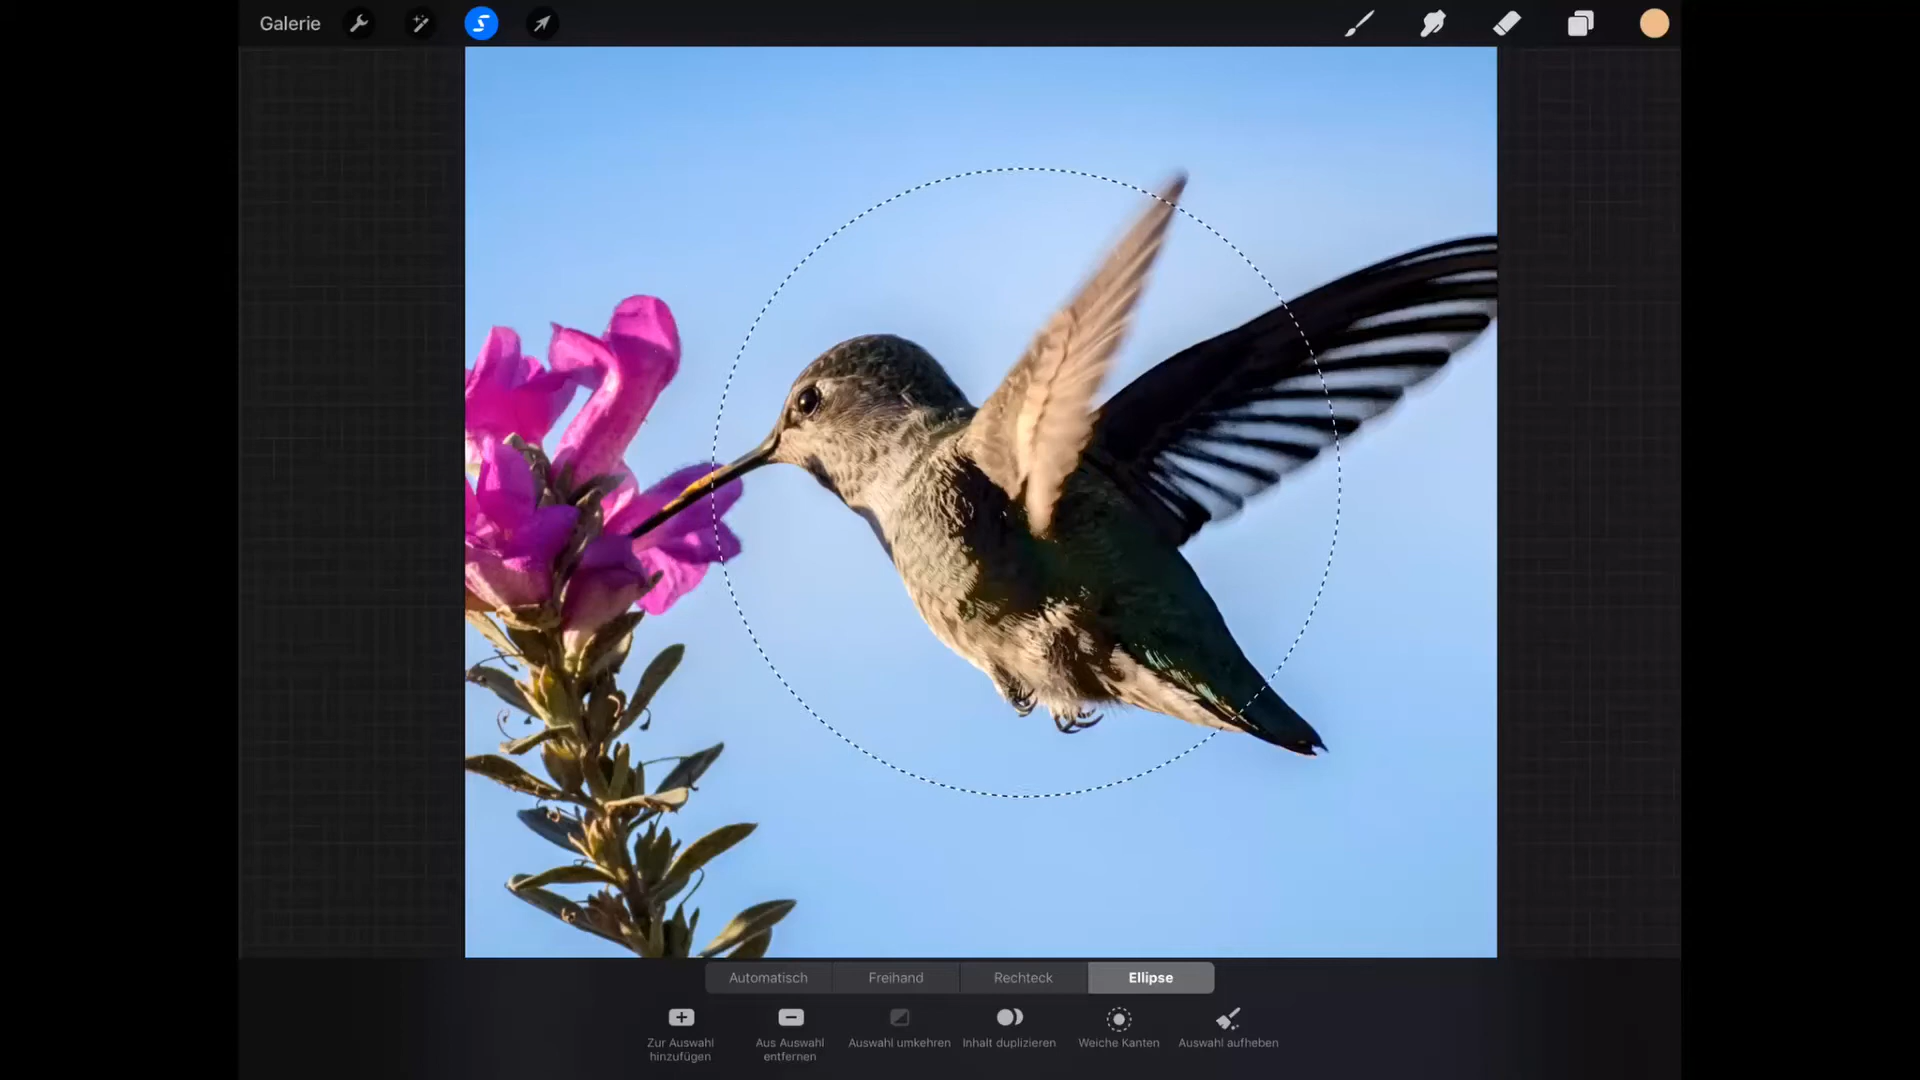 Galerie
Automatisch
Freihand
Rechteck
Ellipse
Zur Auswahl
hinzufügen
Aus Auswahl
entfernen
Auswahl umkehren
Inhalt duplizieren
Weiche Kanten
Auswahl aufheben